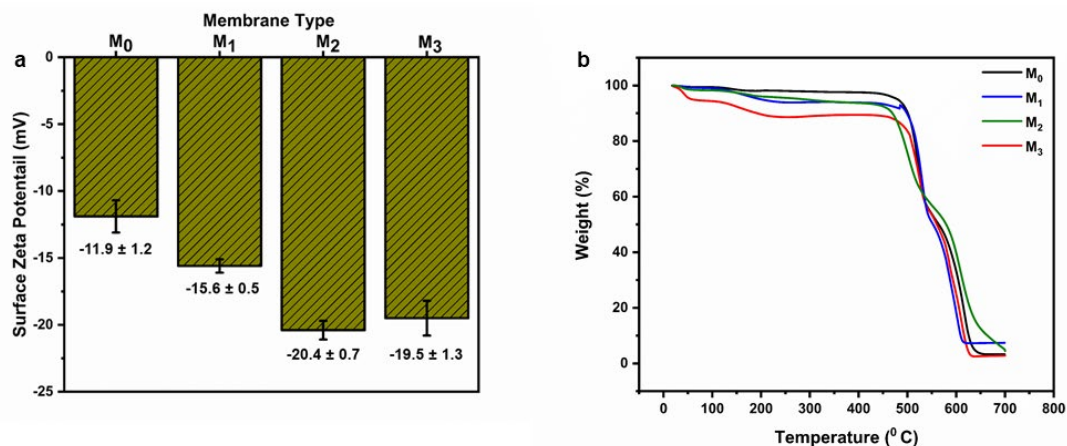 a
Membrane Type
M0 M1 M2 M3
0
-5
-10
-15
-20
-25
Surface Zeta Potentail (mV)
-11.9 ± 1.2
-15.6 ± 0.5
-20.4 ± 0.7
-19.5 ± 1.3
b
M0
M1
M2
M3
100
80
60
40
20
0
Weight (%)
0 100 200 300 400 500 600 700 800
Temperature (⁰ C)